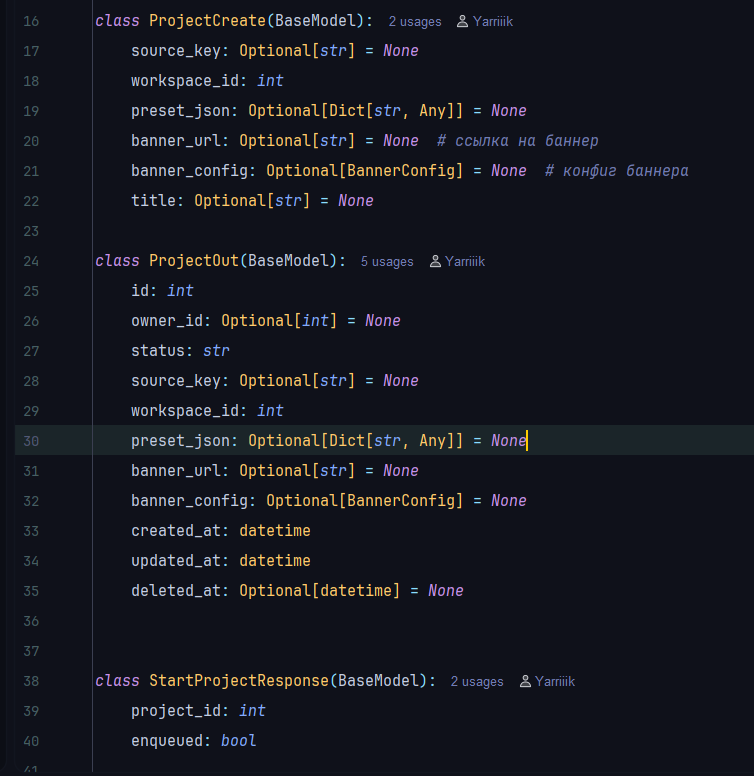 16 class ProjectCreate(BaseModel): 2 usages Yarriiik
17 source_key: Optional[str] = None
18 workspace_id: int
19 preset_json: Optional[Dict[str, Any]] = None
20 banner_url: Optional[str] = None # ссылка на баннер
21 banner_config: Optional[BannerConfig] = None # конфиг баннера
22 title: Optional[str] = None
23
24 class ProjectOut(BaseModel): 5 usages Yarriiik
25 id: int
26 owner_id: Optional[int] = None
27 status: str
28 source_key: Optional[str] = None
29 workspace_id: int
30 preset_json: Optional[Dict[str, Any]] = None
31 banner_url: Optional[str] = None
32 banner_config: Optional[BannerConfig] = None
33 created_at: datetime
34 updated_at: datetime
35 deleted_at: Optional[datetime] = None
36
37
38 class StartProjectResponse(BaseModel): 2 usages Yarriiik
39 project_id: int
40 enqueued: bool
41